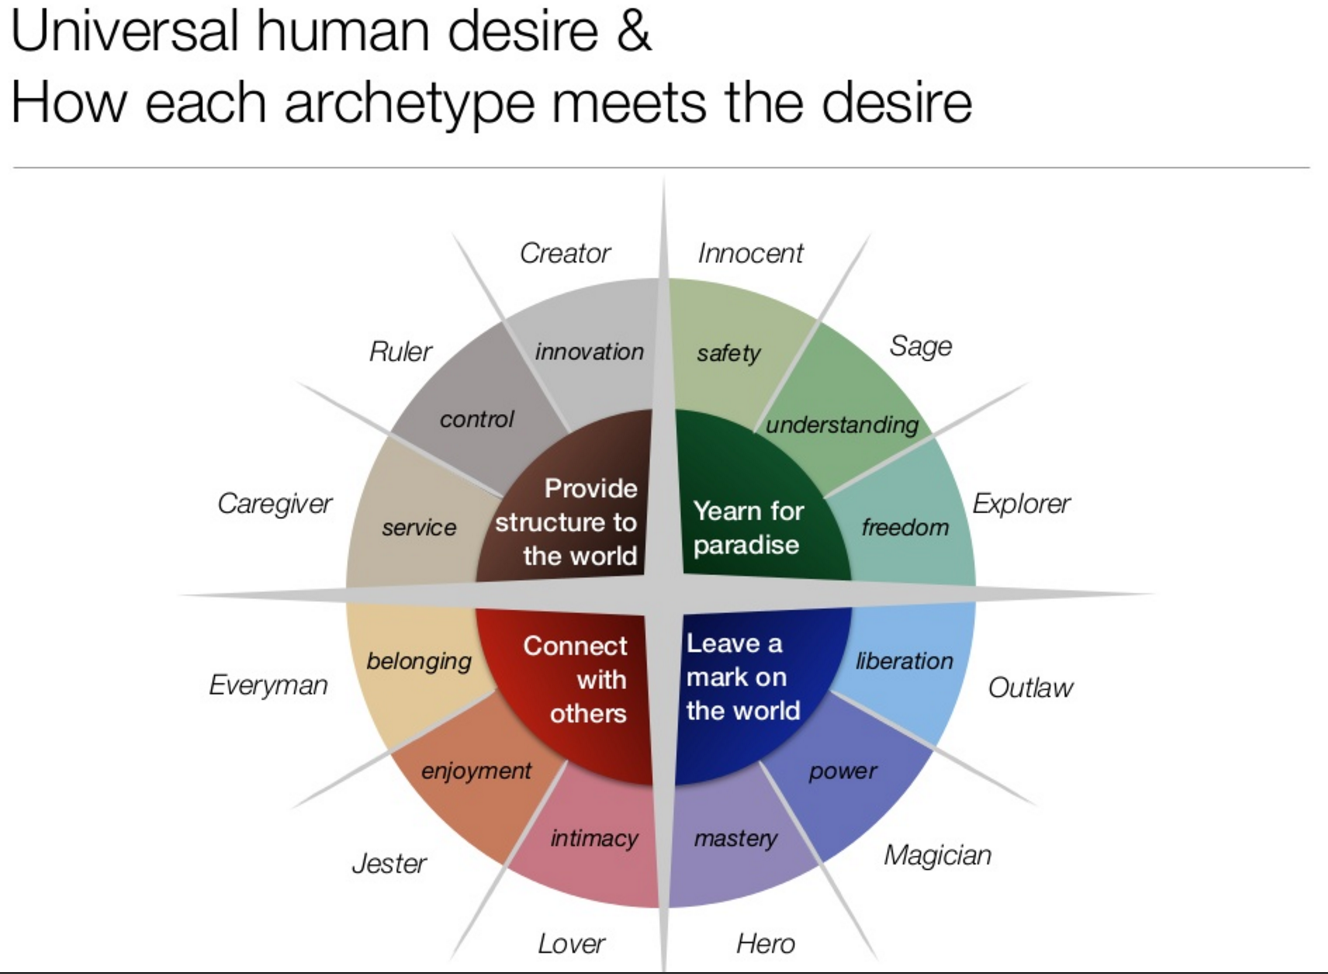 Universal human desire &
How each archetype meets the desire
Creator
Innocent
Ruler
Sage
innovation
safety
control
understanding
Caregiver
Explorer
service
freedom
Provide
structure to
the world
Yearn for
paradise
Connect
with
others
Leave a
mark on
the world
belonging
liberation
Everyman
Outlaw
enjoyment
power
intimacy
mastery
Jester
Magician
Lover
Hero